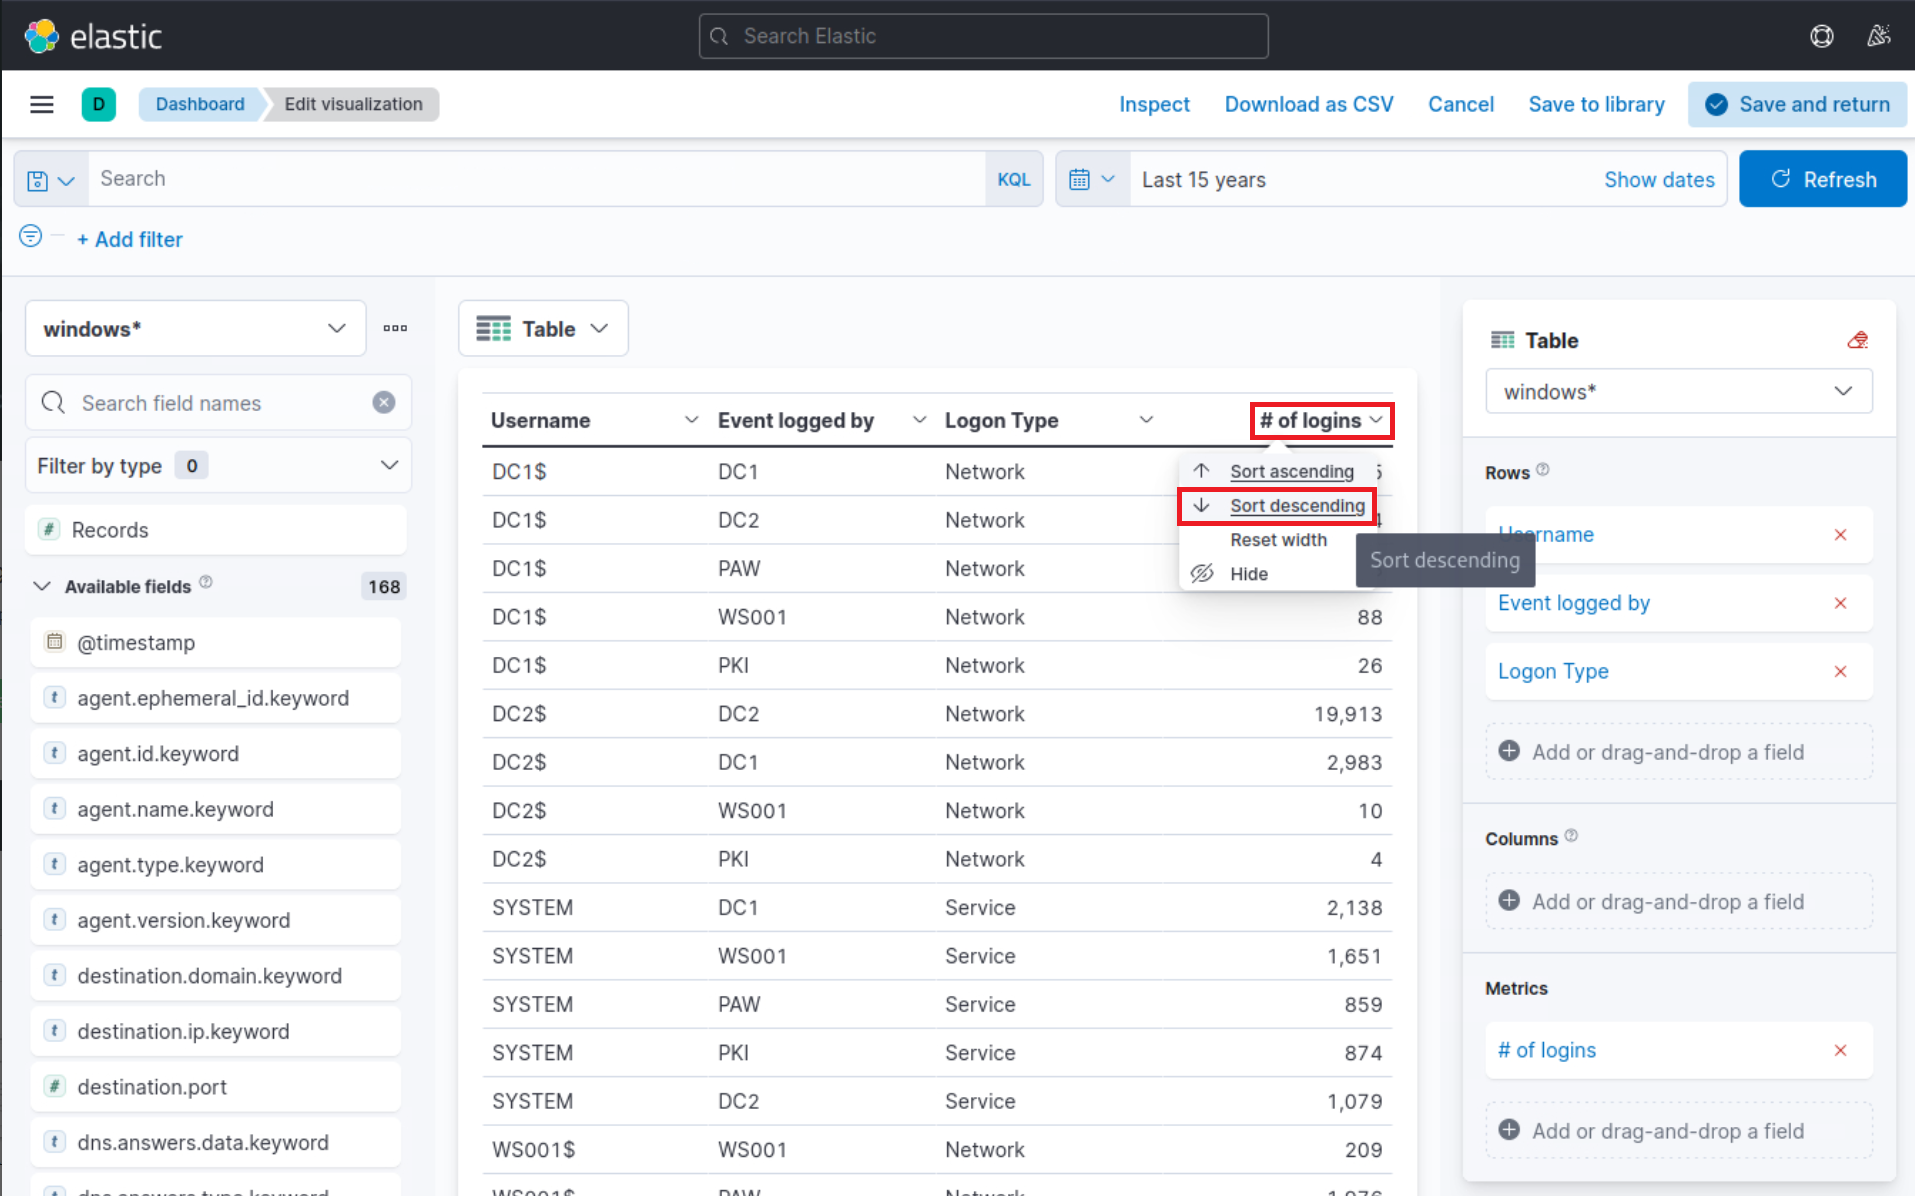 elastic
Search Elastic
D
Dashboard
Edit visualization
Inspect
Download as CSV
Cancel
Save to library
Save and return
Search
KQL
Last 15 years
Show dates
Refresh
+ Add filter
windows*
Search field names
Filter by type 0
# Records
Available fields 168
@timestamp
t agent.ephemeral_id.keyword
t agent.id.keyword
t agent.name.keyword
t agent.type.keyword
t agent.version.keyword
t destination.domain.keyword
t destination.ip.keyword
# destination.port
t dns.answers.data.keyword
Table
Username Event logged by Logon Type # of logins
DC1$ DC1 Network
DC1$ DC2 Network
DC1$ PAW Network
DC1$ WS001 Network 88
DC1$ PKI Network 26
DC2$ DC2 Network 19,913
DC2$ DC1 Network 2,983
DC2$ WS001 Network 10
DC2$ PKI Network 4
SYSTEM DC1 Service 2,138
SYSTEM WS001 Service 1,651
SYSTEM PAW Service 859
SYSTEM PKI Service 874
SYSTEM DC2 Service 1,079
WS001$ WS001 Network 209
Sort ascending
Sort descending
Reset width
Hide
Sort descending
Table
windows*
Rows
Username
Event logged by
Logon Type
Add or drag-and-drop a field
Columns
Add or drag-and-drop a field
Metrics
# of logins
Add or drag-and-drop a field